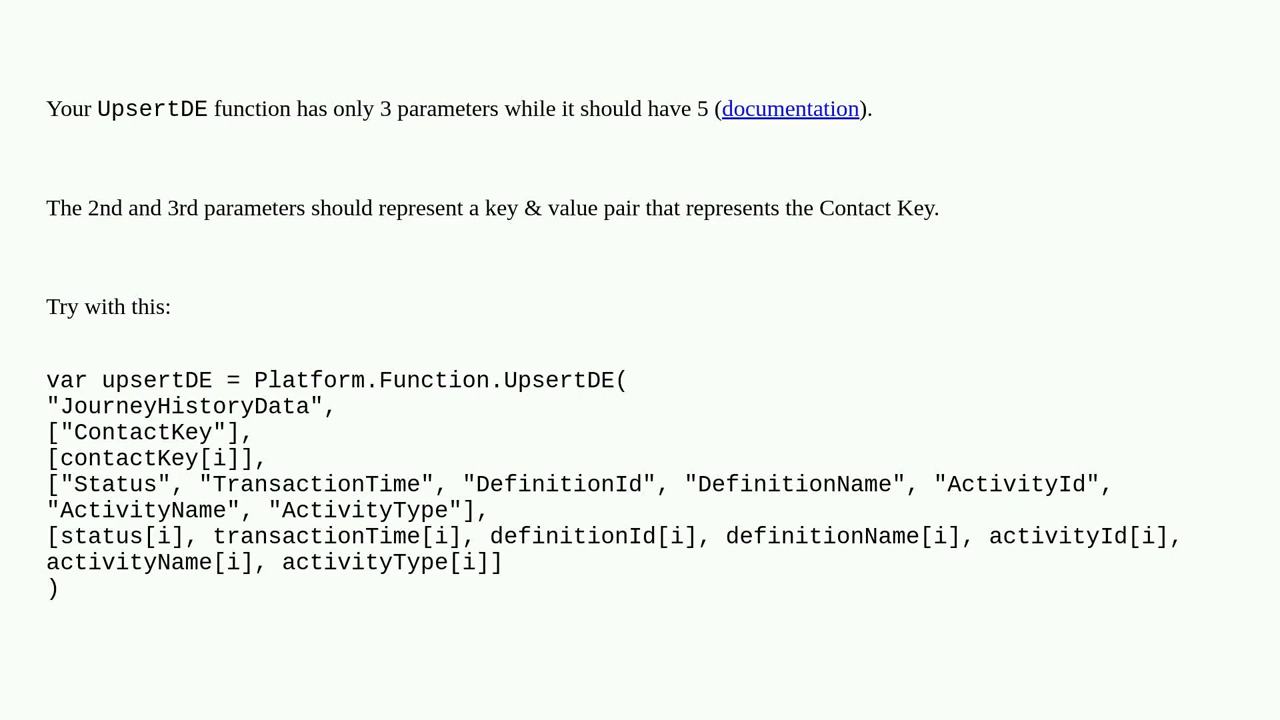 Your UpsertDE function has only 3 parameters while it should have 5 (documentation).
The 2nd and 3rd parameters should represent a key & value pair that represents the Contact Key.
Try with this:
var upsertDE = Platform.Function.UpsertDE(
"JourneyHistoryData",
["ContactKey"],
[contactKey[i]],
["Status", "TransactionTime", "DefinitionId", "DefinitionName", "ActivityId",
"ActivityName", "ActivityType"],
[status[i], transactionTime[i], definitionId[i], definitionName[i], activityId[i],
activityName[i], activityType[i]]
)